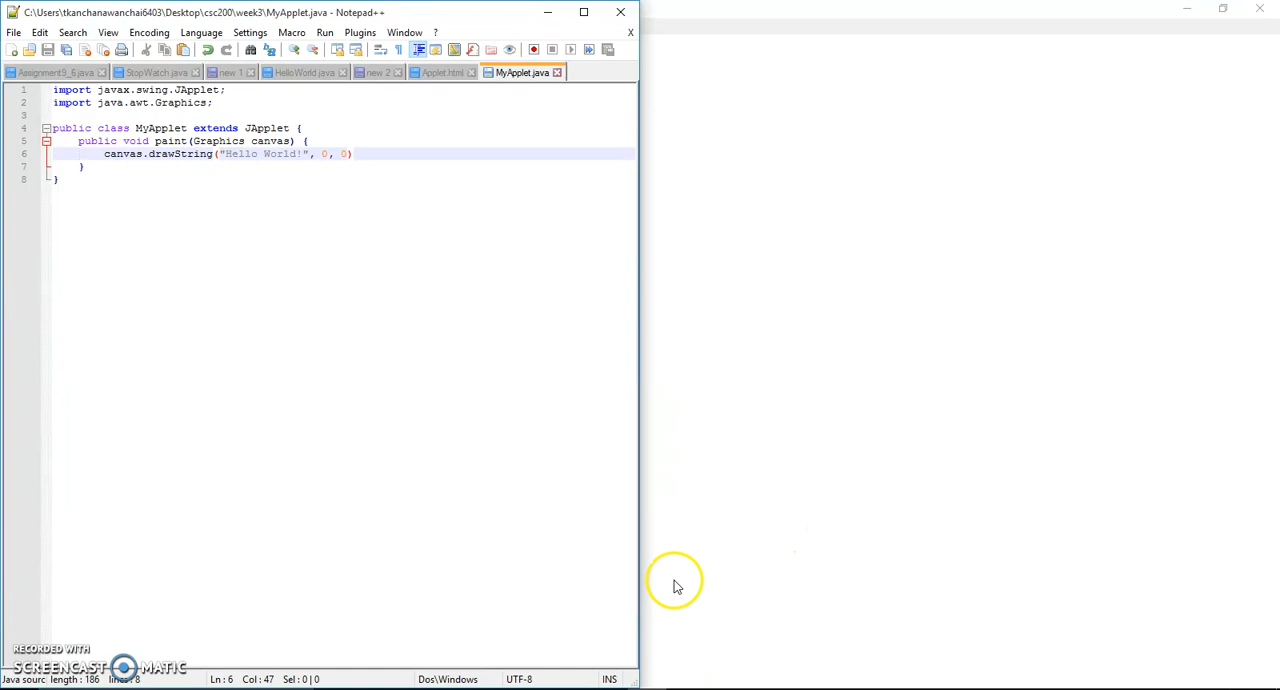 C:\Users\tkanchanawanchai6403\Desktop\csc200\week3\MyApplet.java - Notepad++
File Edit Search View Encoding Language Settings Macro Run Plugins Window ? X
Assignment9_6.java StopWatch.java new 1 HelloWorld.java new 2 Applet.html MyApplet.java
1 import javax.swing.JApplet;
2 import java.awt.Graphics;
3
4 public class MyApplet extends JApplet {
5 public void paint(Graphics canvas) {
6 canvas.drawString("Hello World!", 0, 0)
7 }
8 }
RECORDED WITH
SCREENCAST MATIC
Java sourc length : 186 lines : 8 Ln : 6 Col : 47 Sel : 0 | 0 Dos\Windows UTF-8 INS